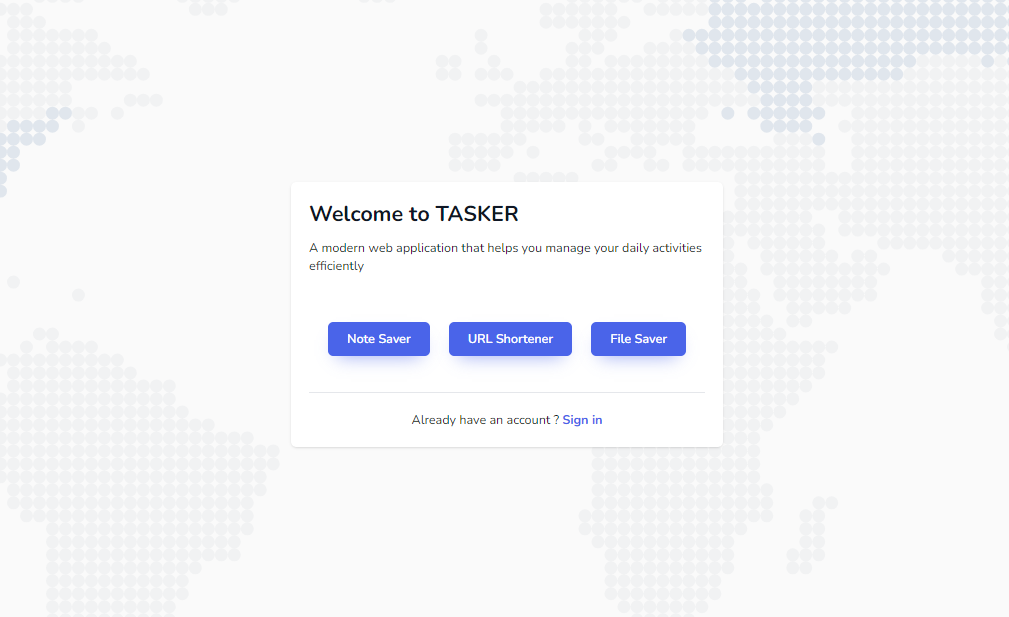 Welcome to TASKER
A modern web application that helps you manage your daily activities
efficiently
Note Saver URL Shortener File Saver
Already have an account ? Sign in